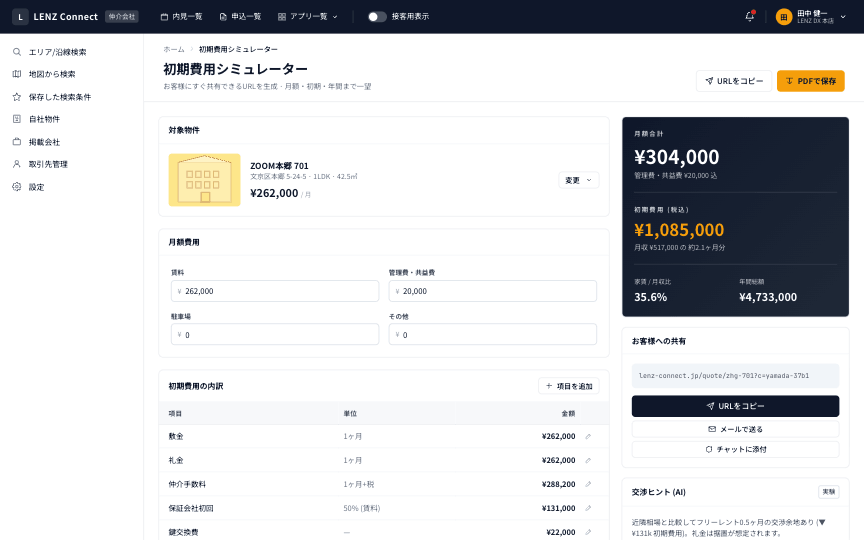 L LENZ Connect 仲介会社 内見一覧 申込一覧 アプリ一覧 接客用表示 田 田中 健一
LENZ DX 本店
エリア/沿線検索
地図から検索
保存した検索条件
自社物件
掲載会社
取引先管理
設定
ホーム 初期費用シミュレーター
初期費用シミュレーター
お客様にすぐ共有できるURLを生成 · 月額・初期・年間まで一望
URLをコピー PDFで保存
対象物件
ZOOM本郷 701
文京区本郷 5-24-5 · 1LDK · 42.5㎡
¥262,000 / 月
変更
月額費用
賃料 管理費・共益費
¥ 262,000 ¥ 20,000
駐車場 その他
¥ 0 ¥ 0
初期費用の内訳 項目を追加
項目 単位 金額
敷金 1ヶ月 ¥262,000
礼金 1ヶ月 ¥262,000
仲介手数料 1ヶ月+税 ¥288,200
保証会社初回 50% (賃料) ¥131,000
鍵交換費 — ¥22,000
月額合計
¥304,000
管理費・共益費 ¥20,000 込
初期費用 (税込)
¥1,085,000
月収 ¥517,000 の 約2.1ヶ月分
家賃 / 月収比 年間総額
35.6% ¥4,733,000
お客様への共有
lenz-connect.jp/quote/zhg-701?c=yamada-37b1
URLをコピー
メールで送る
チャットに添付
交渉ヒント (AI) 実験
近隣相場と比較してフリーレント0.5ヶ月の交渉余地あり (▼
¥131k 初期費用)。礼金は据置が想定されます。